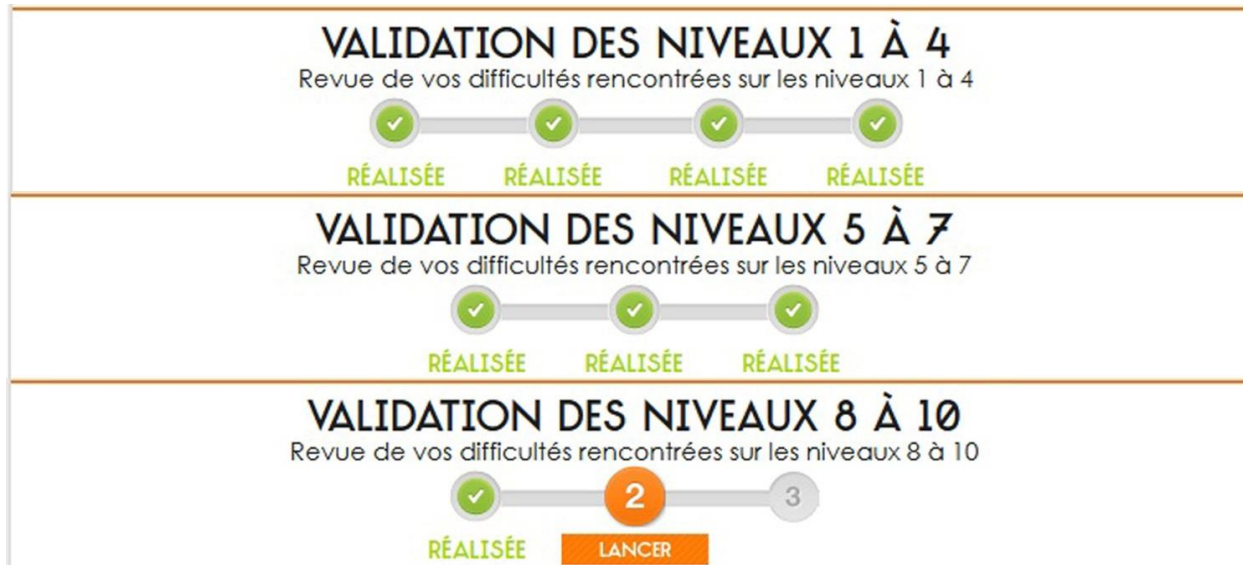 VALIDATION DES NIVEAUX 1 À 4
Revue de vos difficultés rencontrées sur les niveaux 1 à 4
RÉALISÉE RÉALISÉE RÉALISÉE RÉALISÉE
VALIDATION DES NIVEAUX 5 À 7
Revue de vos difficultés rencontrées sur les niveaux 5 à 7
RÉALISÉE RÉALISÉE RÉALISÉE
VALIDATION DES NIVEAUX 8 À 10
Revue de vos difficultés rencontrées sur les niveaux 8 à 10
2 3
RÉALISÉE LANCER